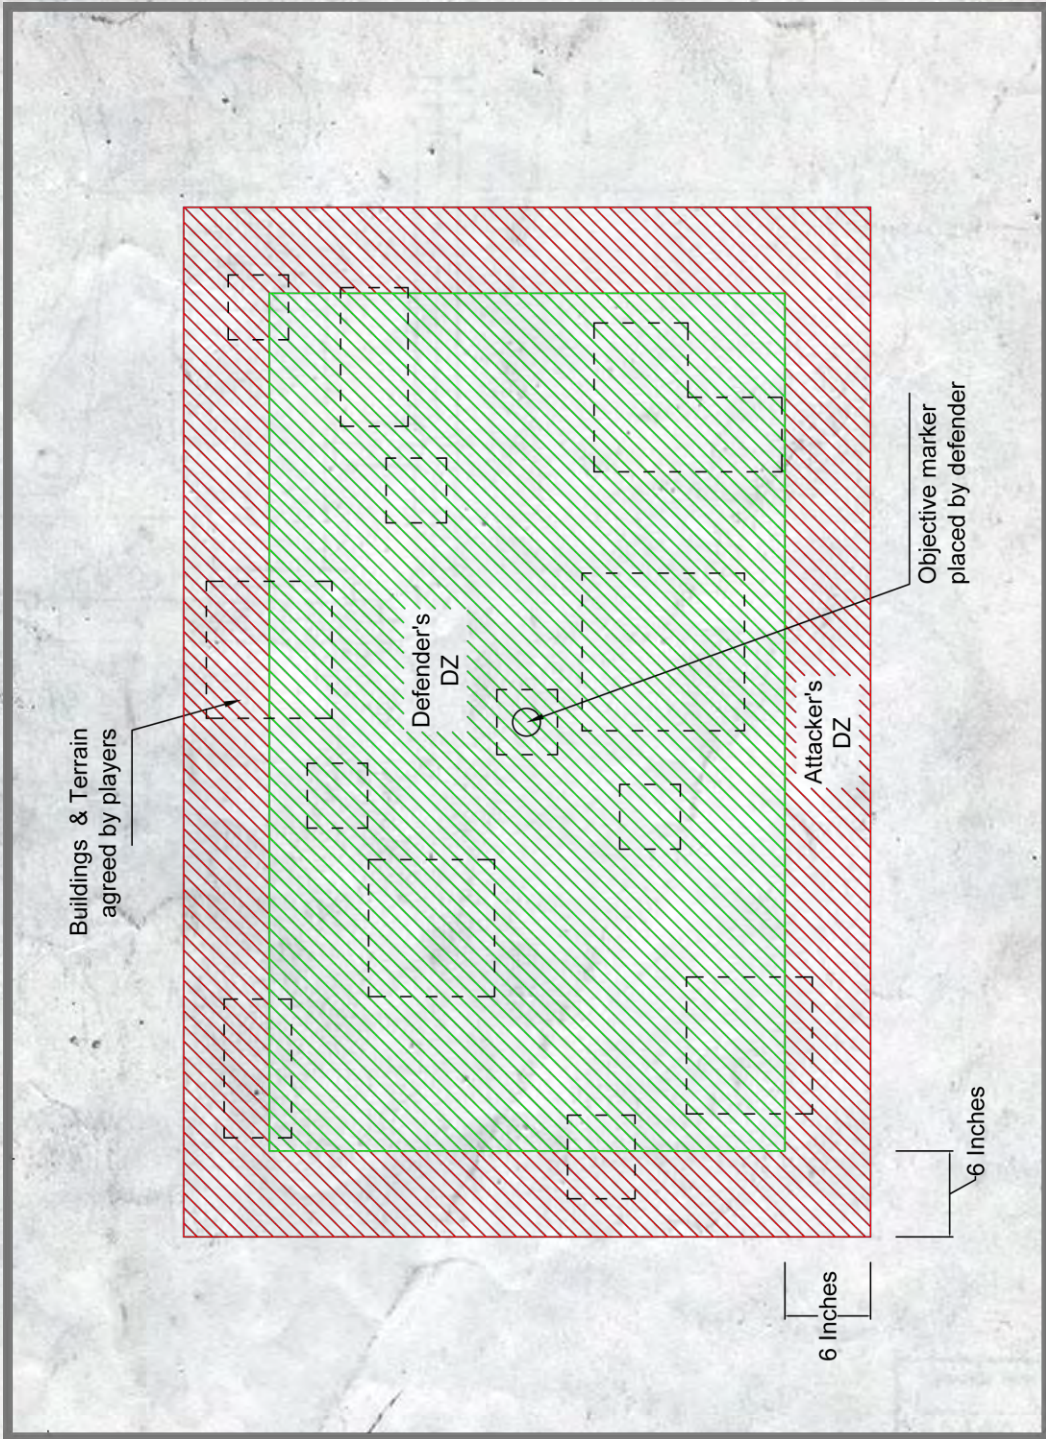 Buildings & Terrain
agreed by players
Defender's
DZ
Attacker's
DZ
Objective marker
placed by defender
6 Inches
6 Inches